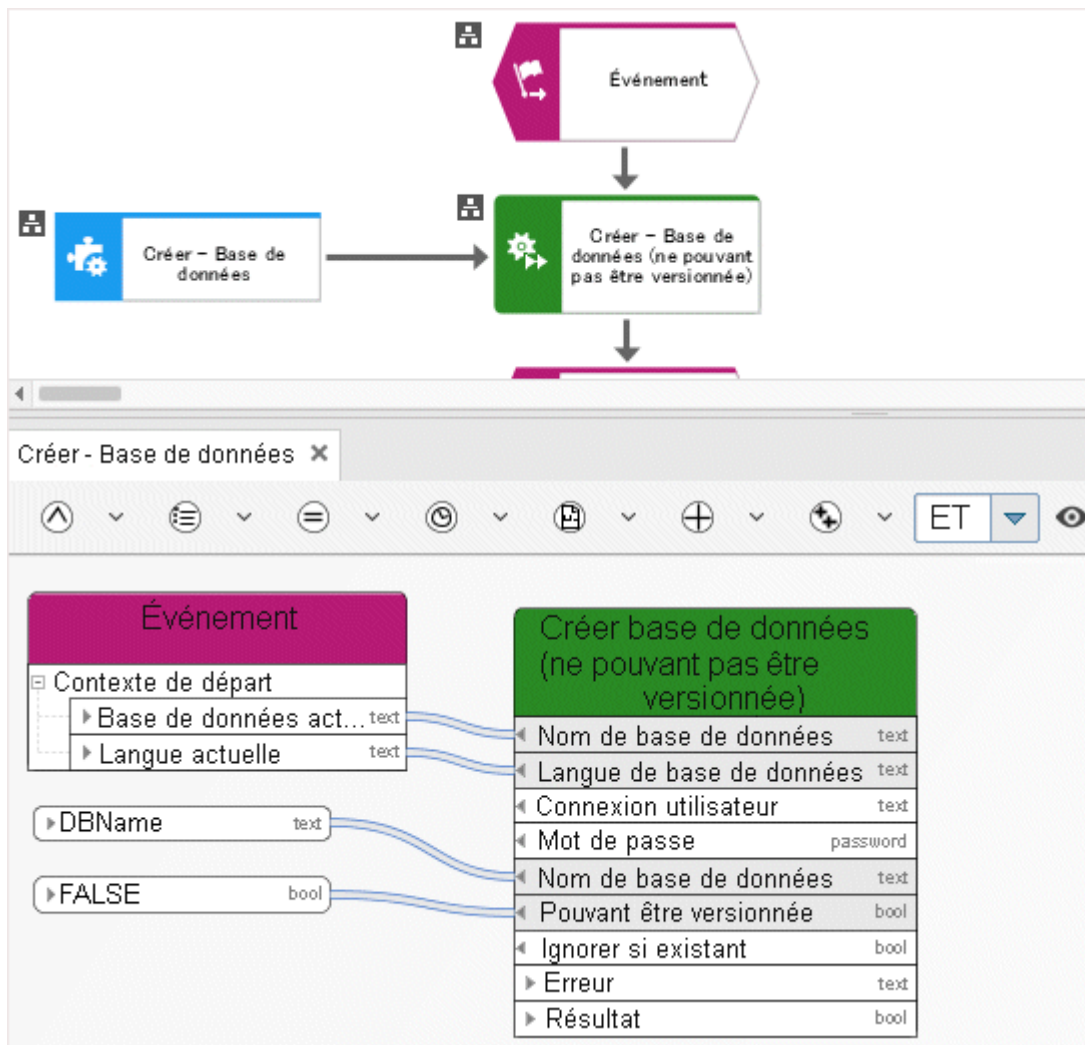 Événement
Créer – Base de
données
Créer – Base de
données (ne pouvant
pas être versionnée)
Créer - Base de données
ET
Événement
Contexte de départ
Base de données act... text
Langue actuelle text
DBName text
FALSE bool
Créer base de données
(ne pouvant pas être
versionnée)
Nom de base de données text
Langue de base de données text
Connexion utilisateur text
Mot de passe password
Nom de base de données text
Pouvant être versionnée bool
Ignorer si existant bool
Erreur text
Résultat bool